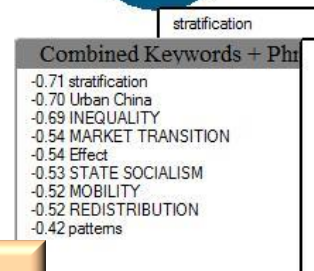 stratification
Combined Keywords + Phr
-0.71 stratification
-0.70 Urban China
-0.69 INEQUALITY
-0.54 MARKET TRANSITION
-0.54 Effect
-0.53 STATE SOCIALISM
-0.52 MOBILITY
-0.52 REDISTRIBUTION
-0.42 patterns